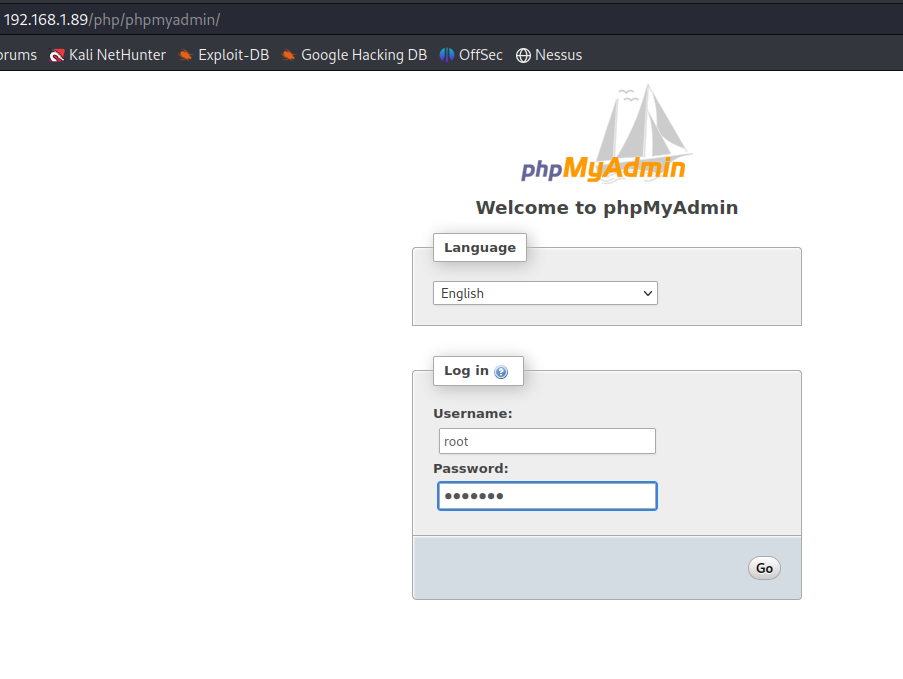 192.168.1.89/php/phpmyadmin/
orums Kali NetHunter Exploit-DB Google Hacking DB OffSec Nessus
phpMyAdmin
Welcome to phpMyAdmin
Language
English
Log in
Username:
root
Password:
•••••••
Go